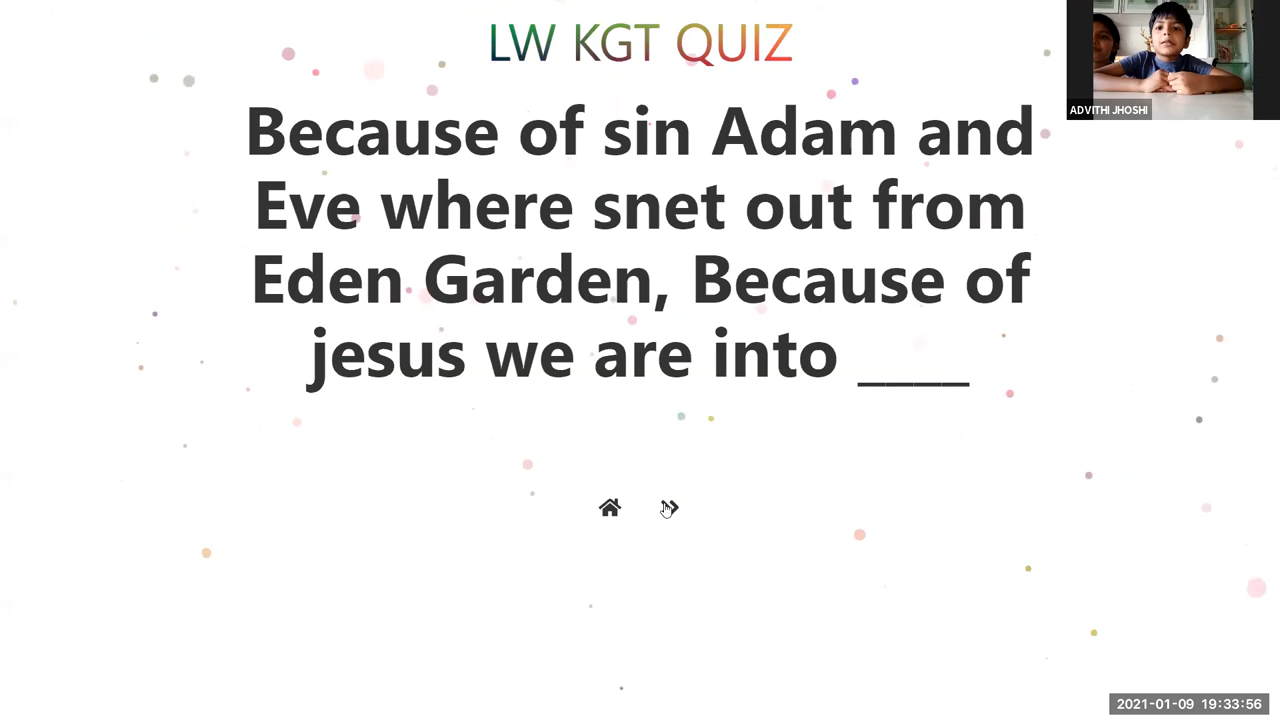 LW KGT QUIZ
ADVITHI JHOSHI
Because of sin Adam and
Eve where snet out from
Eden Garden, Because of
jesus we are into ____
2021-01-09 19:33:56